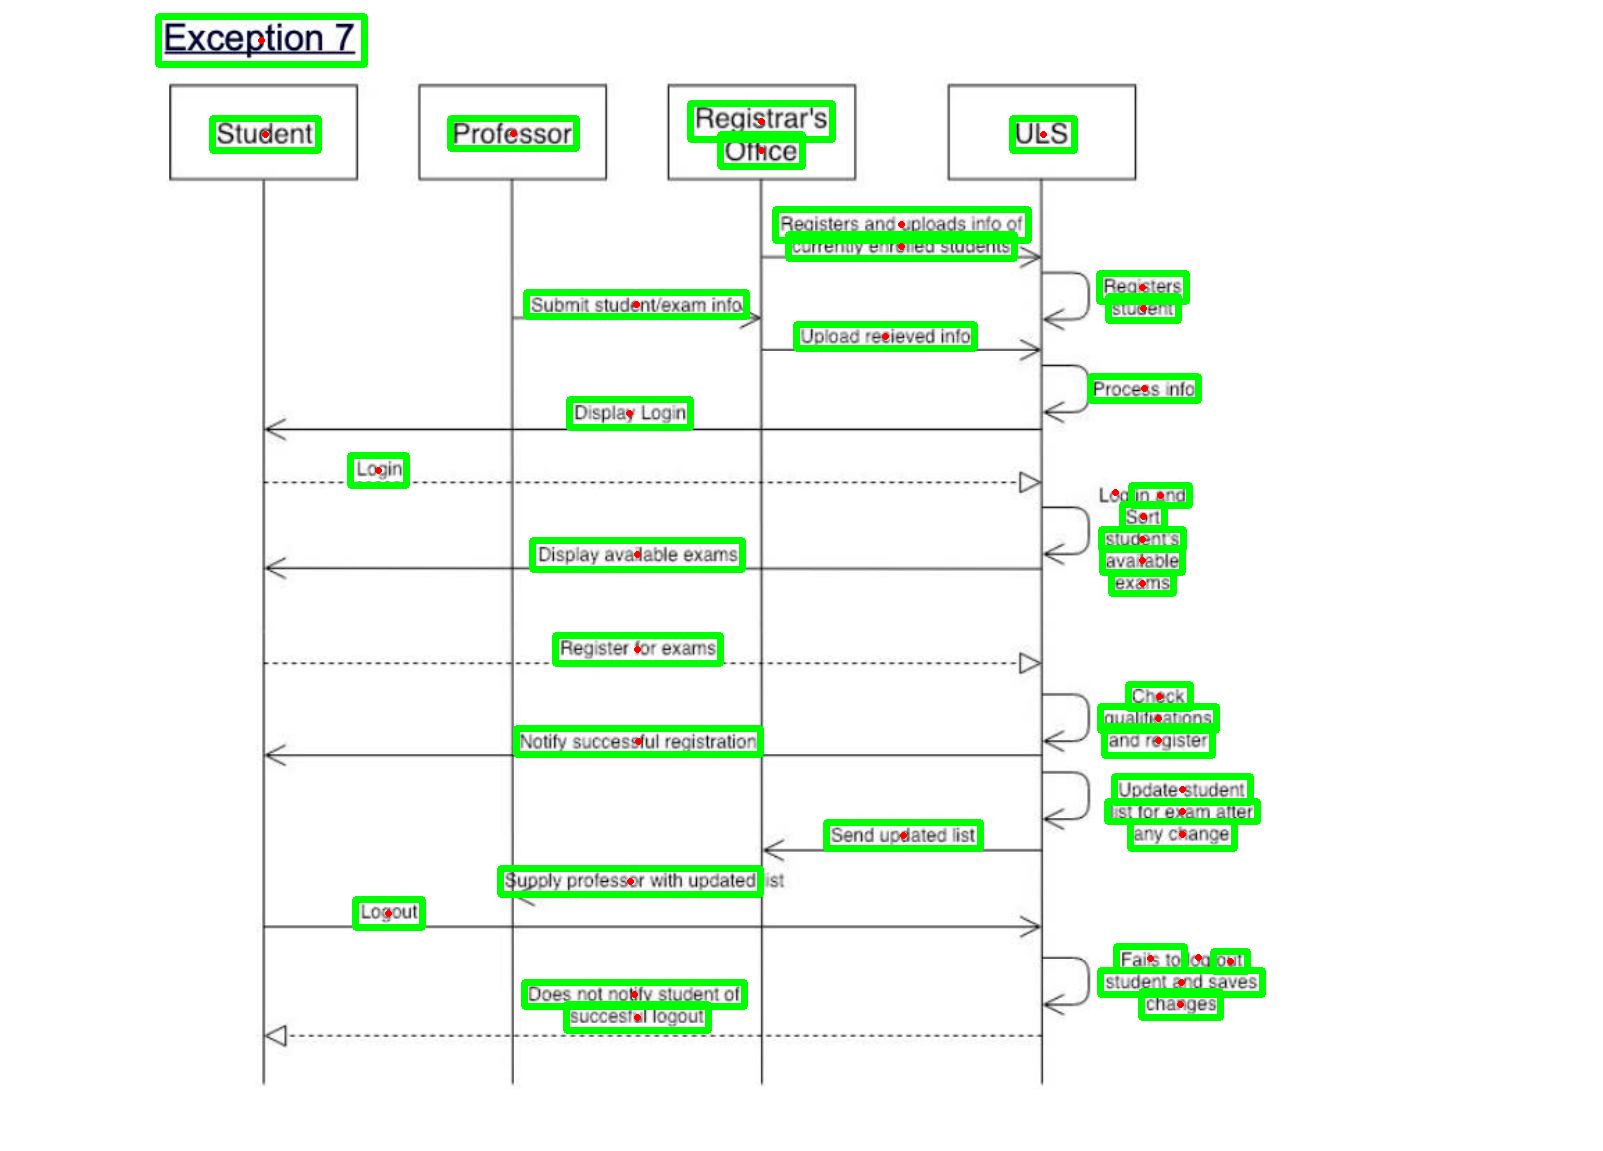 Exception 7
Student
Professor
Registrar's
Office
ULS
Registers and uploads info of
currently enrolled students
Registers
student
Submit student/exam info
Upload recieved info
Process info
Display Login
Login
Log in and
Sort
student's
available
exams
Display available exams
Register for exams
Check
qualifications
and register
Notify successful registration
Update student
list for exam after
any change
Send updated list
Supply professor with updated list
Logout
Fails to log out
student and saves
changes
Does not notify student of
succesful logout